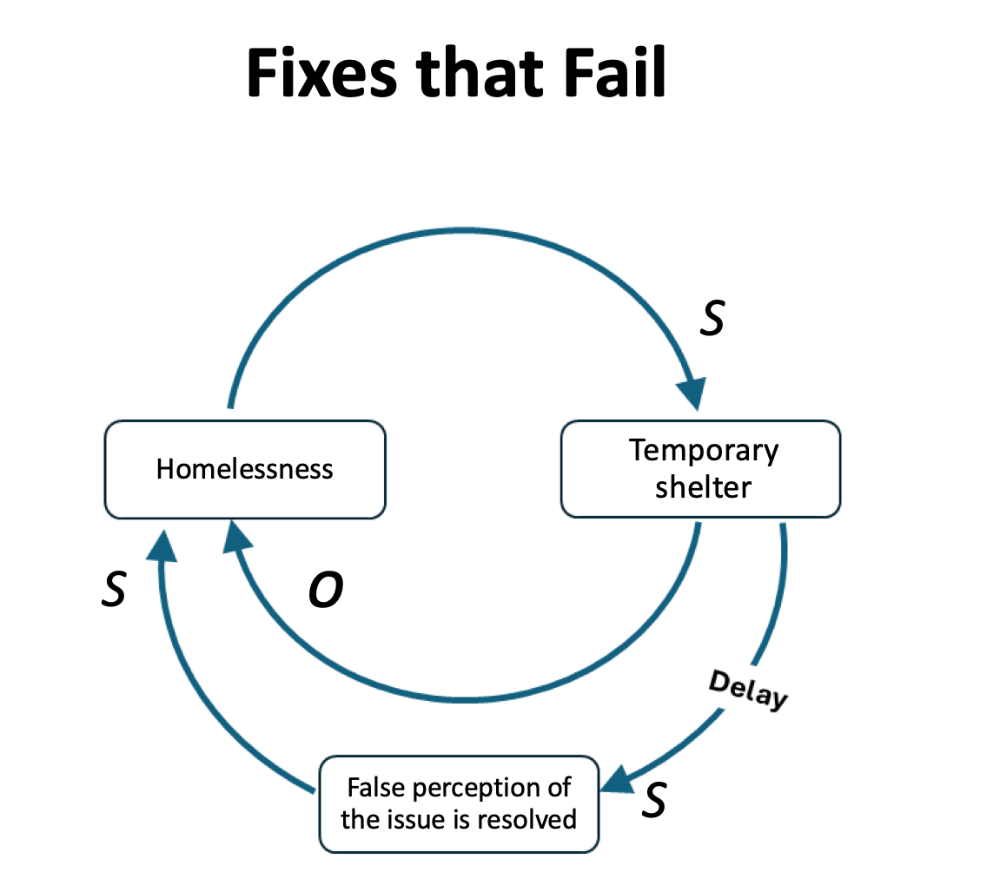 Fixes that Fail
S
Homelessness
Temporary
shelter
S
O
Delay
False perception of
the issue is resolved
S